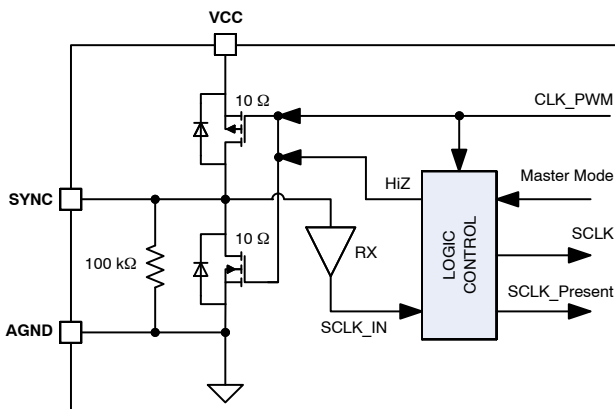 VCC
10 Ω
CLK_PWM
HiZ
Master Mode
SYNC
LOGIC
CONTROL
SCLK
10 Ω
RX
100 kΩ
SCLK_Present
SCLK_IN
AGND